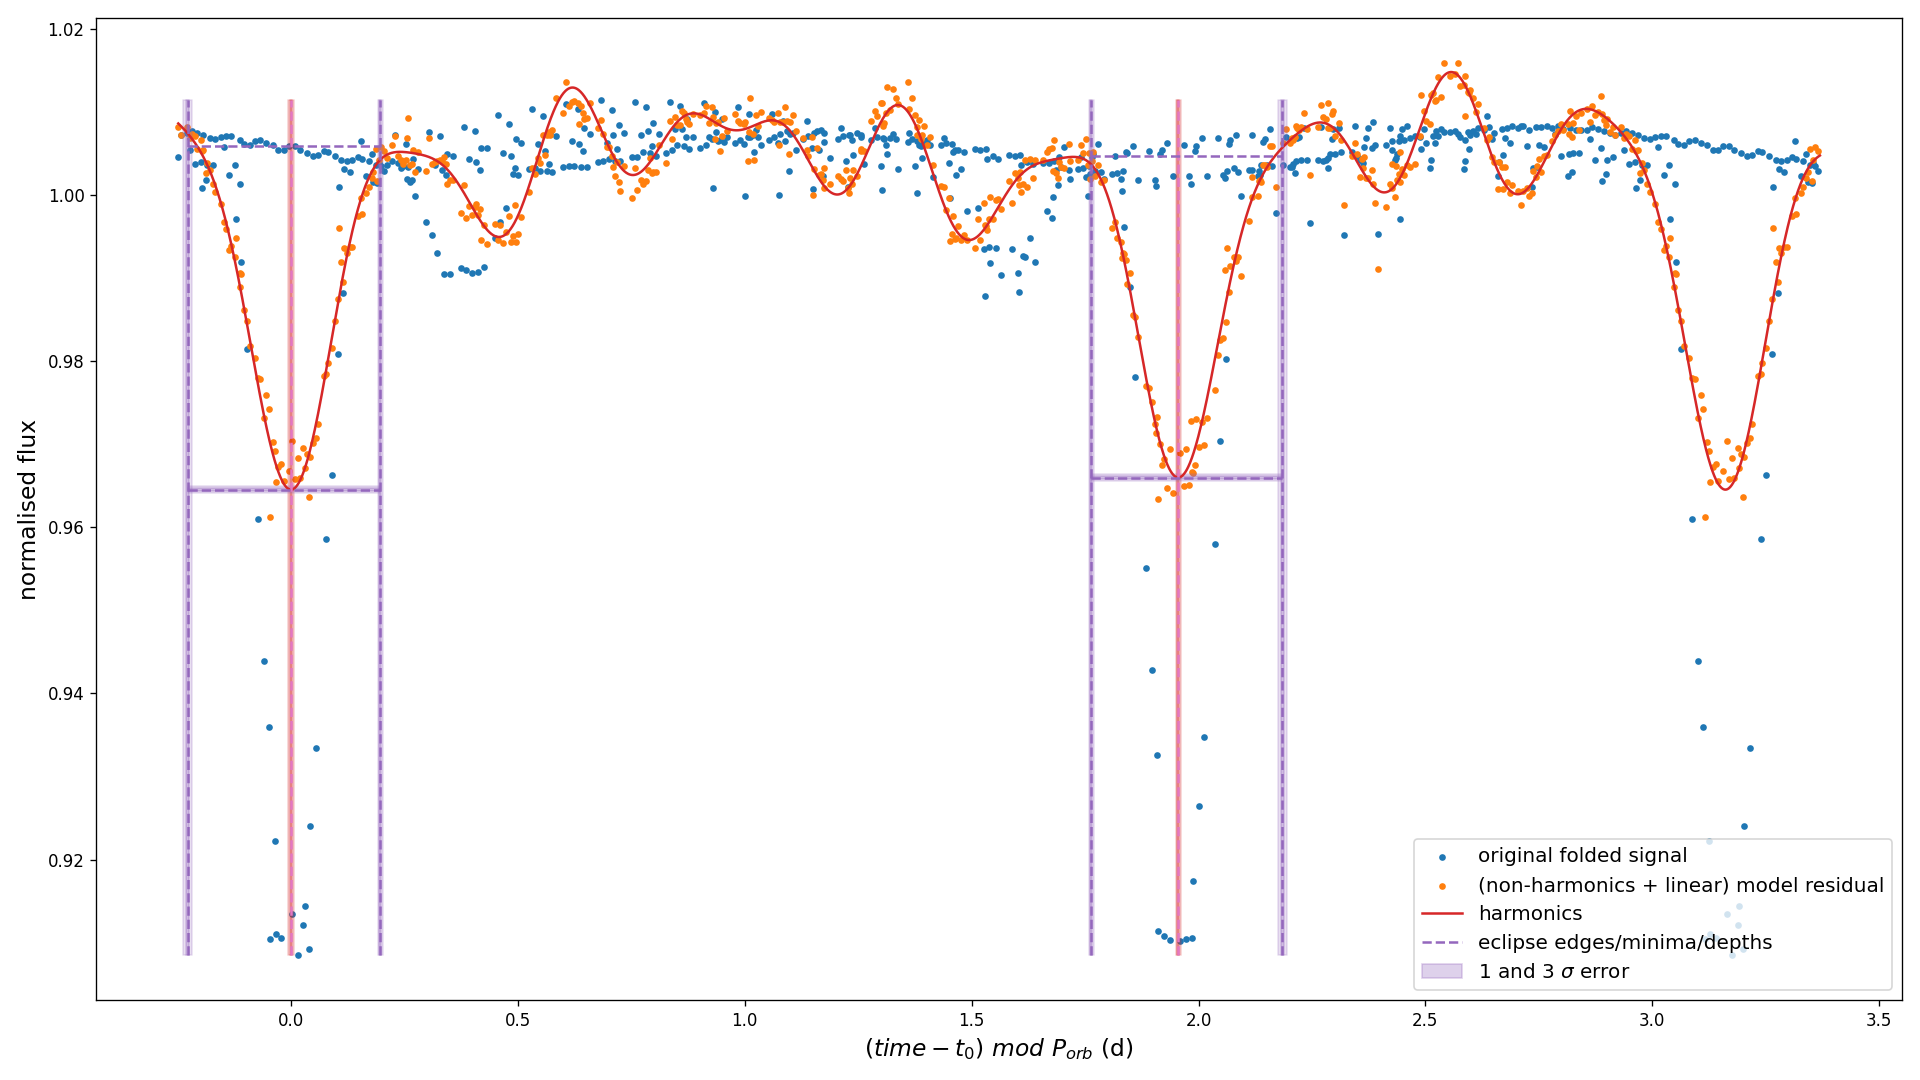 1.02
1.00
0.98
0.96
0.94
0.92
normalised flux
0.0 0.5 1.0 1.5 2.0 2.5 3.0 3.5
(time − t₀) mod Pₒᵣb (d)
original folded signal
(non-harmonics + linear) model residual
harmonics
eclipse edges/minima/depths
1 and 3 σ error